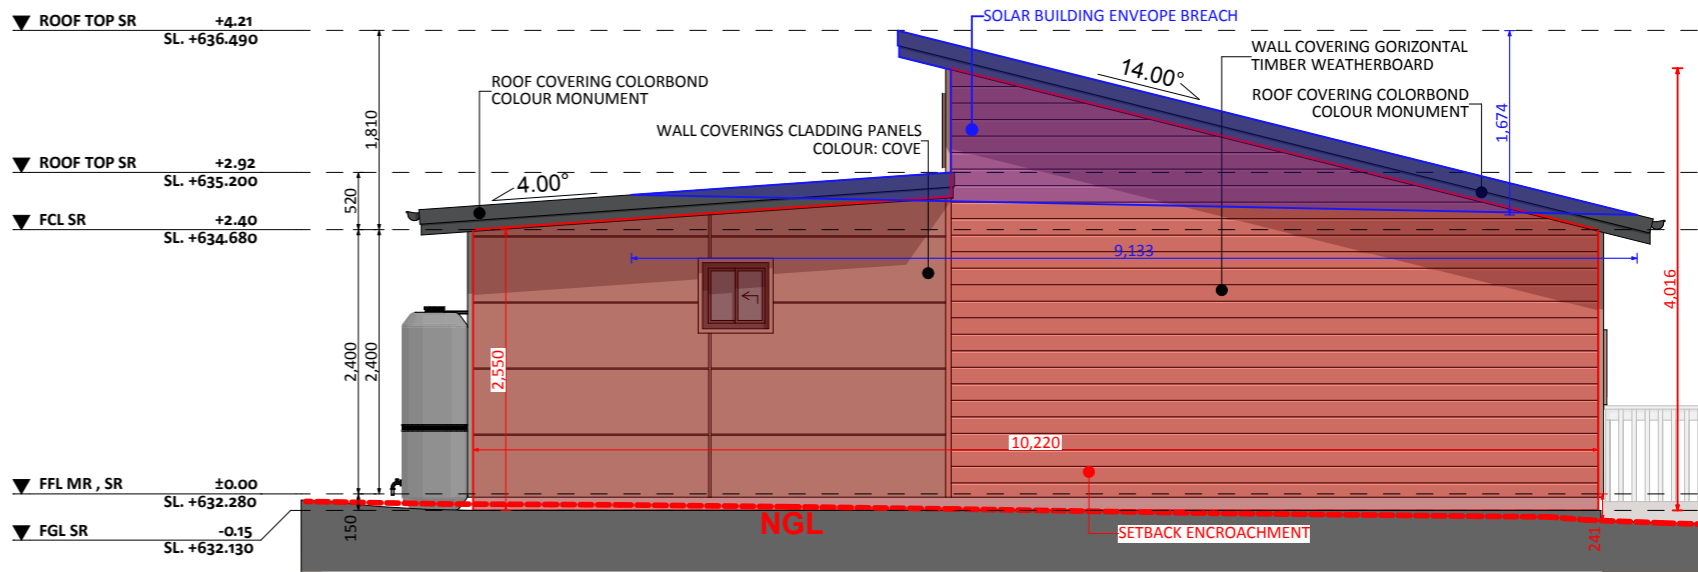 ROOF TOP SR +4.21
SL. +636.490
ROOF TOP SR +2.92
SL. +635.200
FCL SR +2.40
SL. +634.680
FFL MR , SR ±0.00
SL. +632.280
FGL SR -0.15
SL. +632.130
1,810
520
2,400
2,400
150
ROOF COVERING COLORBOND
COLOUR MONUMENT
4.00°
WALL COVERINGS CLADDING PANELS
COLOUR: COVE
SOLAR BUILDING ENVEOPE BREACH
14.00°
WALL COVERING GORIZONTAL
TIMBER WEATHERBOARD
ROOF COVERING COLORBOND
COLOUR MONUMENT
1,674
9,133
4,016
2,550
10,220
NGL
SETBACK ENCROACHMENT
241